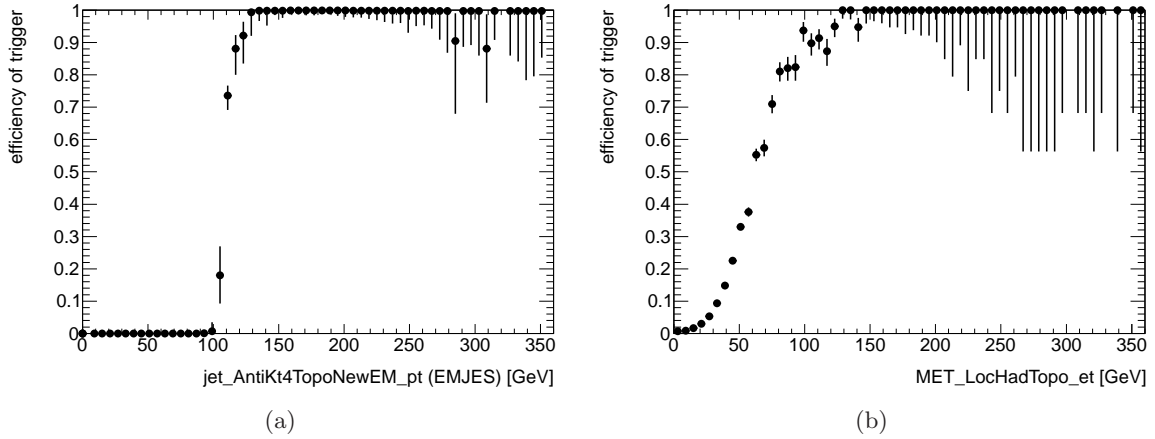 efficiency of trigger
1
0.9
0.8
0.7
0.6
0.5
0.4
0.3
0.2
0.1
0
0 50 100 150 200 250 300 350
jet_AntiKt4TopoNewEM_pt (EMJES) [GeV]
(a)
efficiency of trigger
1
0.9
0.8
0.7
0.6
0.5
0.4
0.3
0.2
0.1
0
0 50 100 150 200 250 300 350
MET_LocHadTopo_et [GeV]
(b)